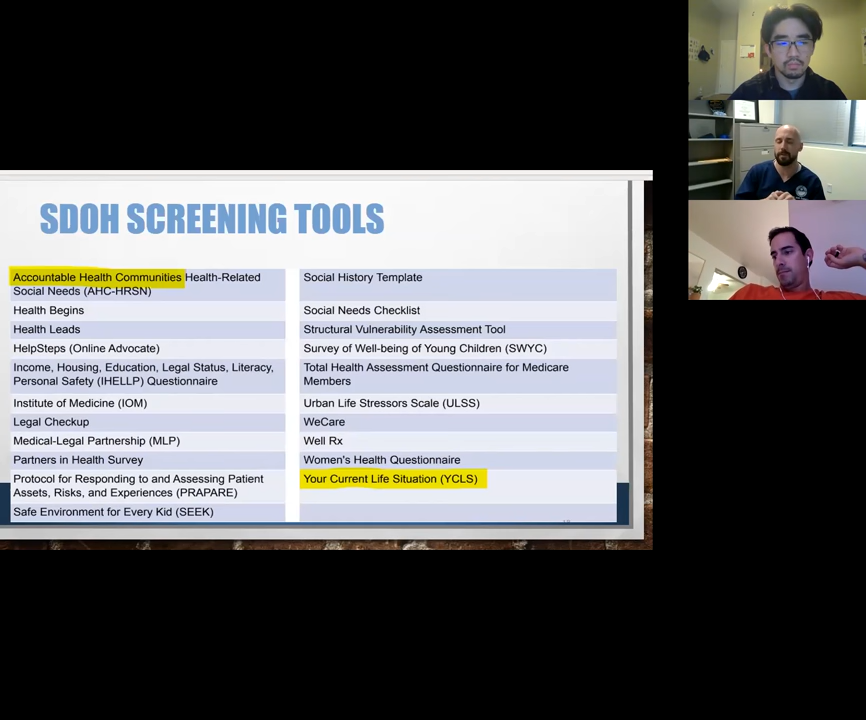 SDOH SCREENING TOOLS
Accountable Health Communities Health-Related
Social Needs (AHC-HRSN)
Social History Template
Health Begins
Social Needs Checklist
Health Leads
Structural Vulnerability Assessment Tool
HelpSteps (Online Advocate)
Survey of Well-being of Young Children (SWYC)
Income, Housing, Education, Legal Status, Literacy,
Personal Safety (IHELLP) Questionnaire
Total Health Assessment Questionnaire for Medicare
Members
Institute of Medicine (IOM)
Urban Life Stressors Scale (ULSS)
Legal Checkup
WeCare
Medical-Legal Partnership (MLP)
Well Rx
Partners in Health Survey
Women's Health Questionnaire
Protocol for Responding to and Assessing Patient
Assets, Risks, and Experiences (PRAPARE)
Your Current Life Situation (YCLS)
Safe Environment for Every Kid (SEEK)